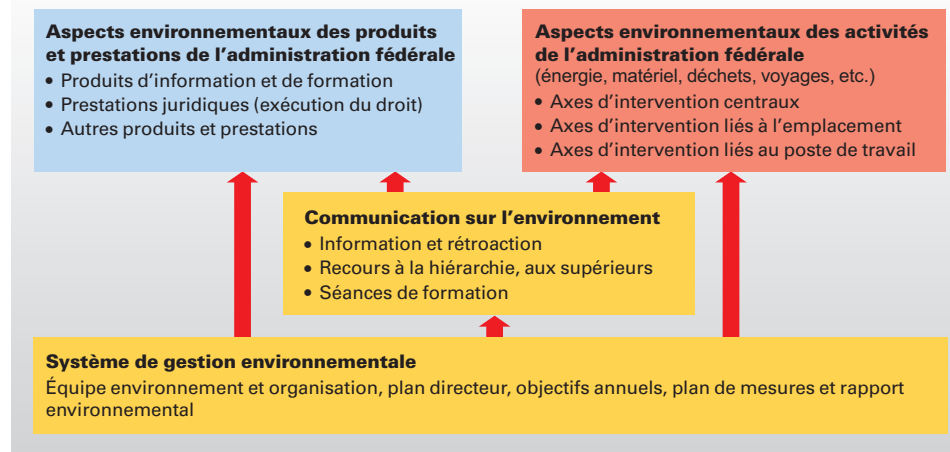 Aspects environnementaux des produits
et prestations de l'administration fédérale
• Produits d'information et de formation
• Prestations juridiques (exécution du droit)
• Autres produits et prestations
Aspects environnementaux des activités
de l'administration fédérale
(énergie, matériel, déchets, voyages, etc.)
• Axes d'intervention centraux
• Axes d'intervention liés à l'emplacement
• Axes d'intervention liés au poste de travail
Communication sur l'environnement
• Information et rétroaction
• Recours à la hiérarchie, aux supérieurs
• Séances de formation
Système de gestion environnementale
Équipe environnement et organisation, plan directeur, objectifs annuels, plan de mesures et rapport
environnemental